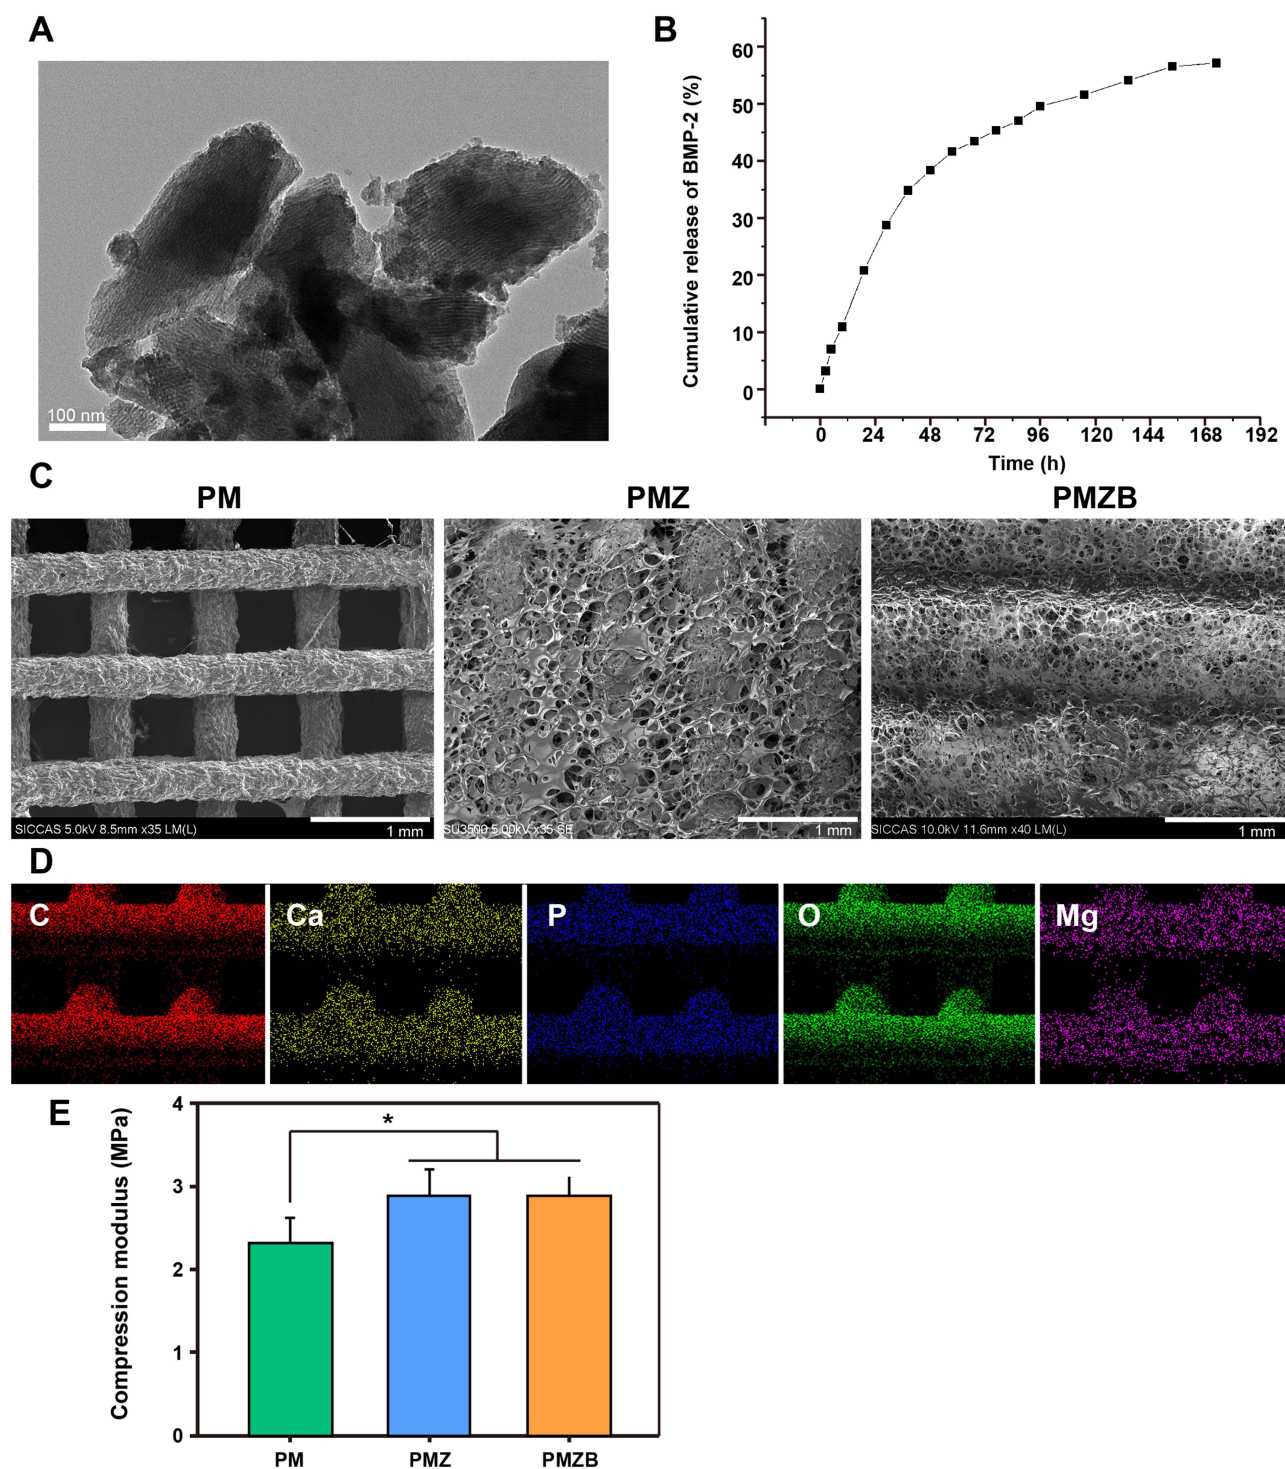 A
100 nm
B
Cumulative release of BMP-2 (%)
60
50
40
30
20
10
0
0 24 48 72 96 120 144 168 192
Time (h)
C
PM PMZ PMZB
SICCAS 5.0kV 8.5mm x35 LM(L) 1 mm
SU3500 5.00kV x35 SE 1 mm
SICCAS 10.0kV 11.6mm x40 LM(L) 1 mm
D
C Ca P O Mg
E
Compression modulus (MPa)
4
3
2
1
0
*
PM PMZ PMZB